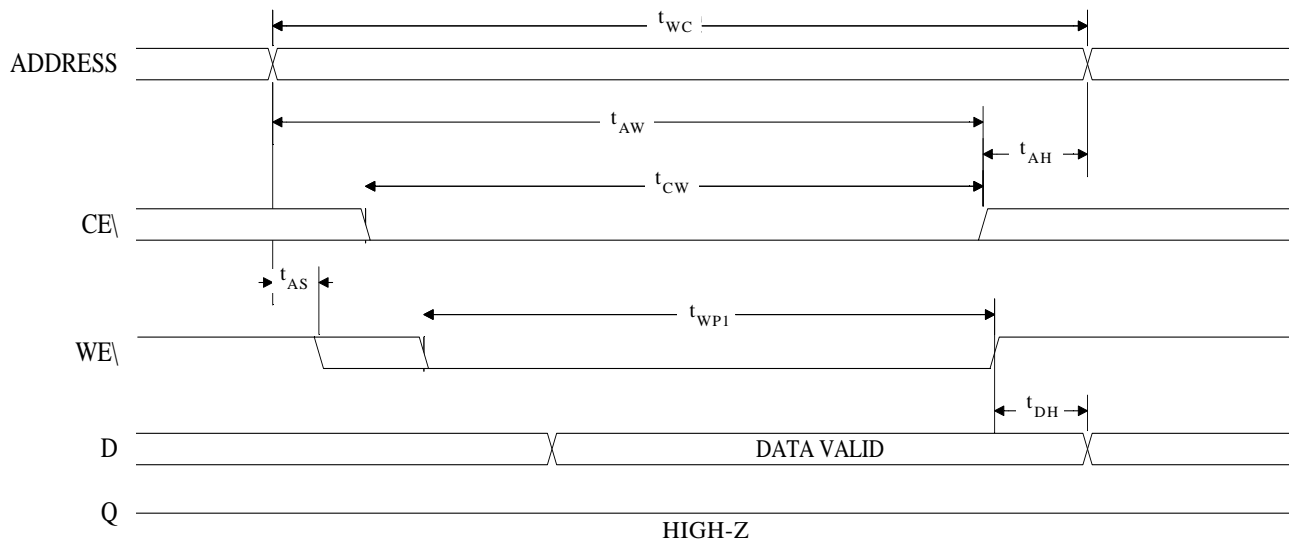 tWC
ADDRESS
tAW
tAH
tCW
CE\
tAS
tWP1
WE\
tDH
D
DATA VALID
Q
HIGH-Z